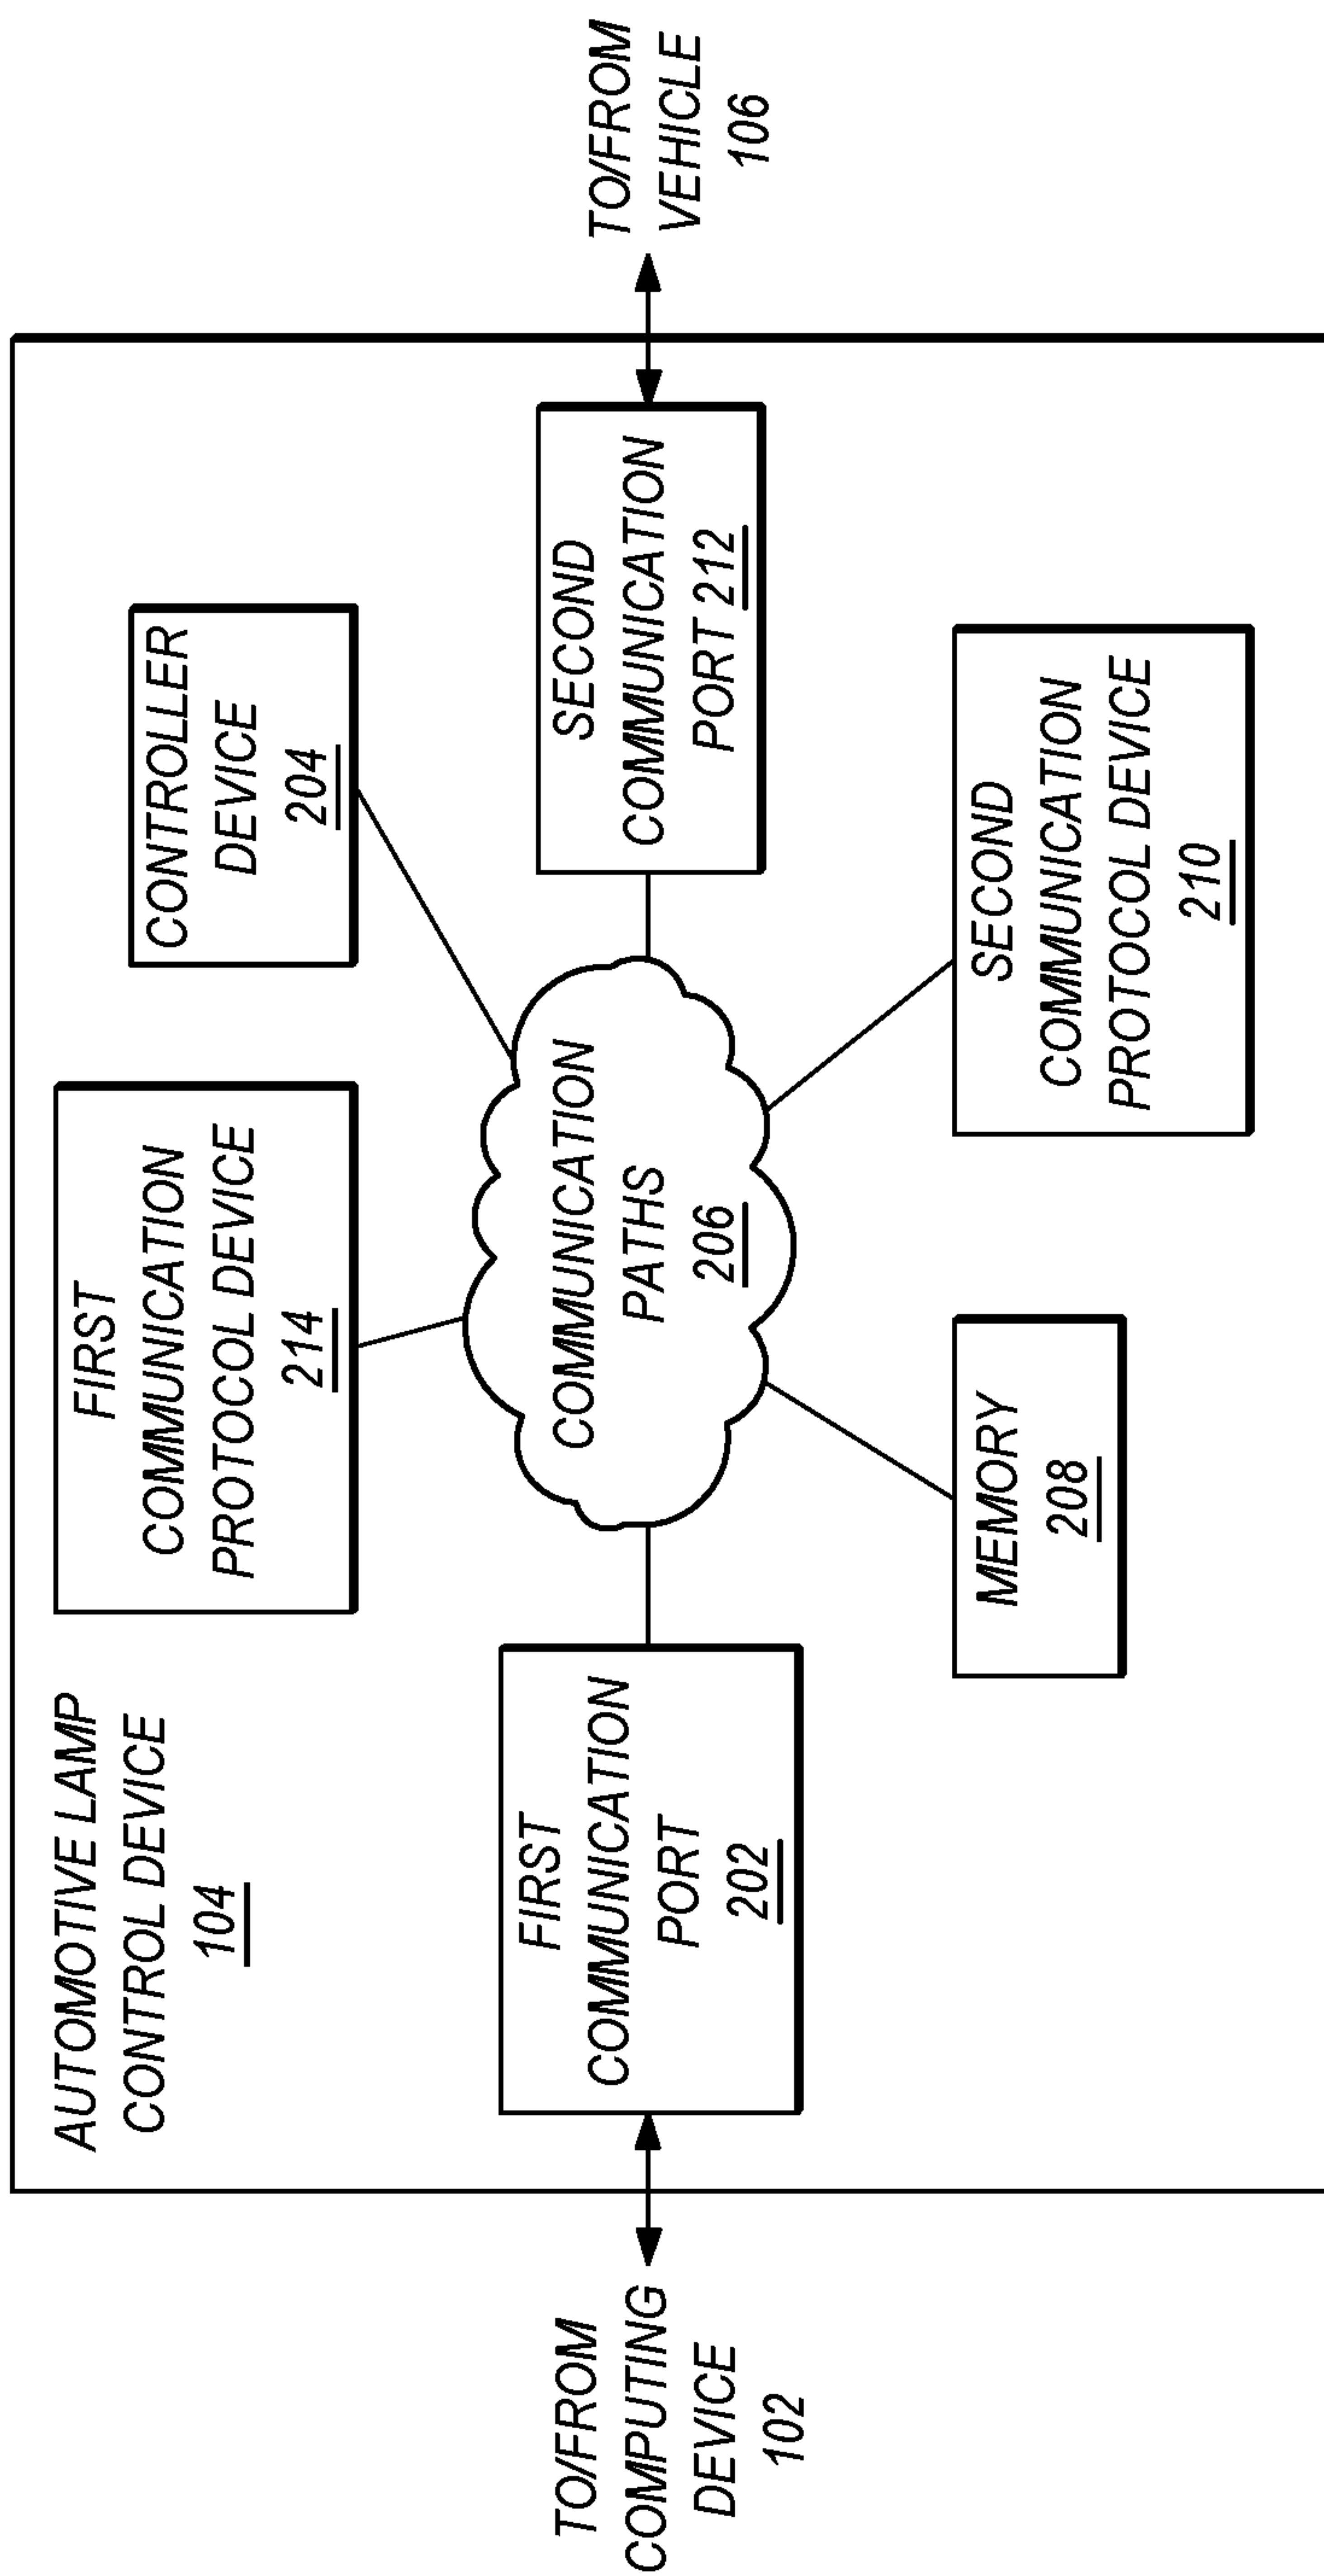 AUTOMOTIVE LAMP
CONTROL DEVICE
104
FIRST
COMMUNICATION
PROTOCOL DEVICE
214
CONTROLLER
DEVICE
204
TO/FROM
COMPUTING
DEVICE
102
FIRST
COMMUNICATION
PORT
202
COMMUNICATION
PATHS
206
SECOND
COMMUNICATION
PORT 212
TO/FROM
VEHICLE
106
MEMORY
208
SECOND
COMMUNICATION
PROTOCOL DEVICE
210